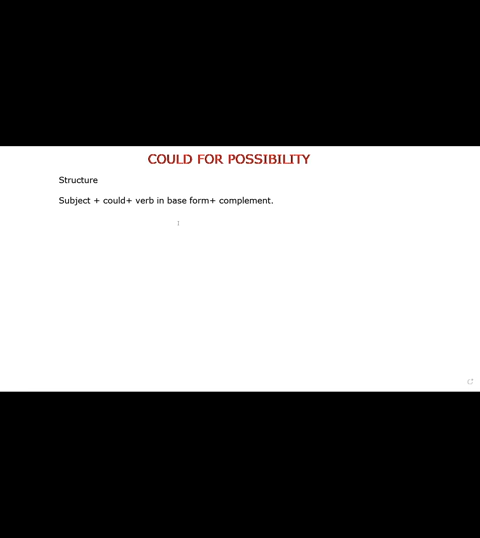 COULD FOR POSSIBILITY
Structure
Subject + could+ verb in base form+ complement.